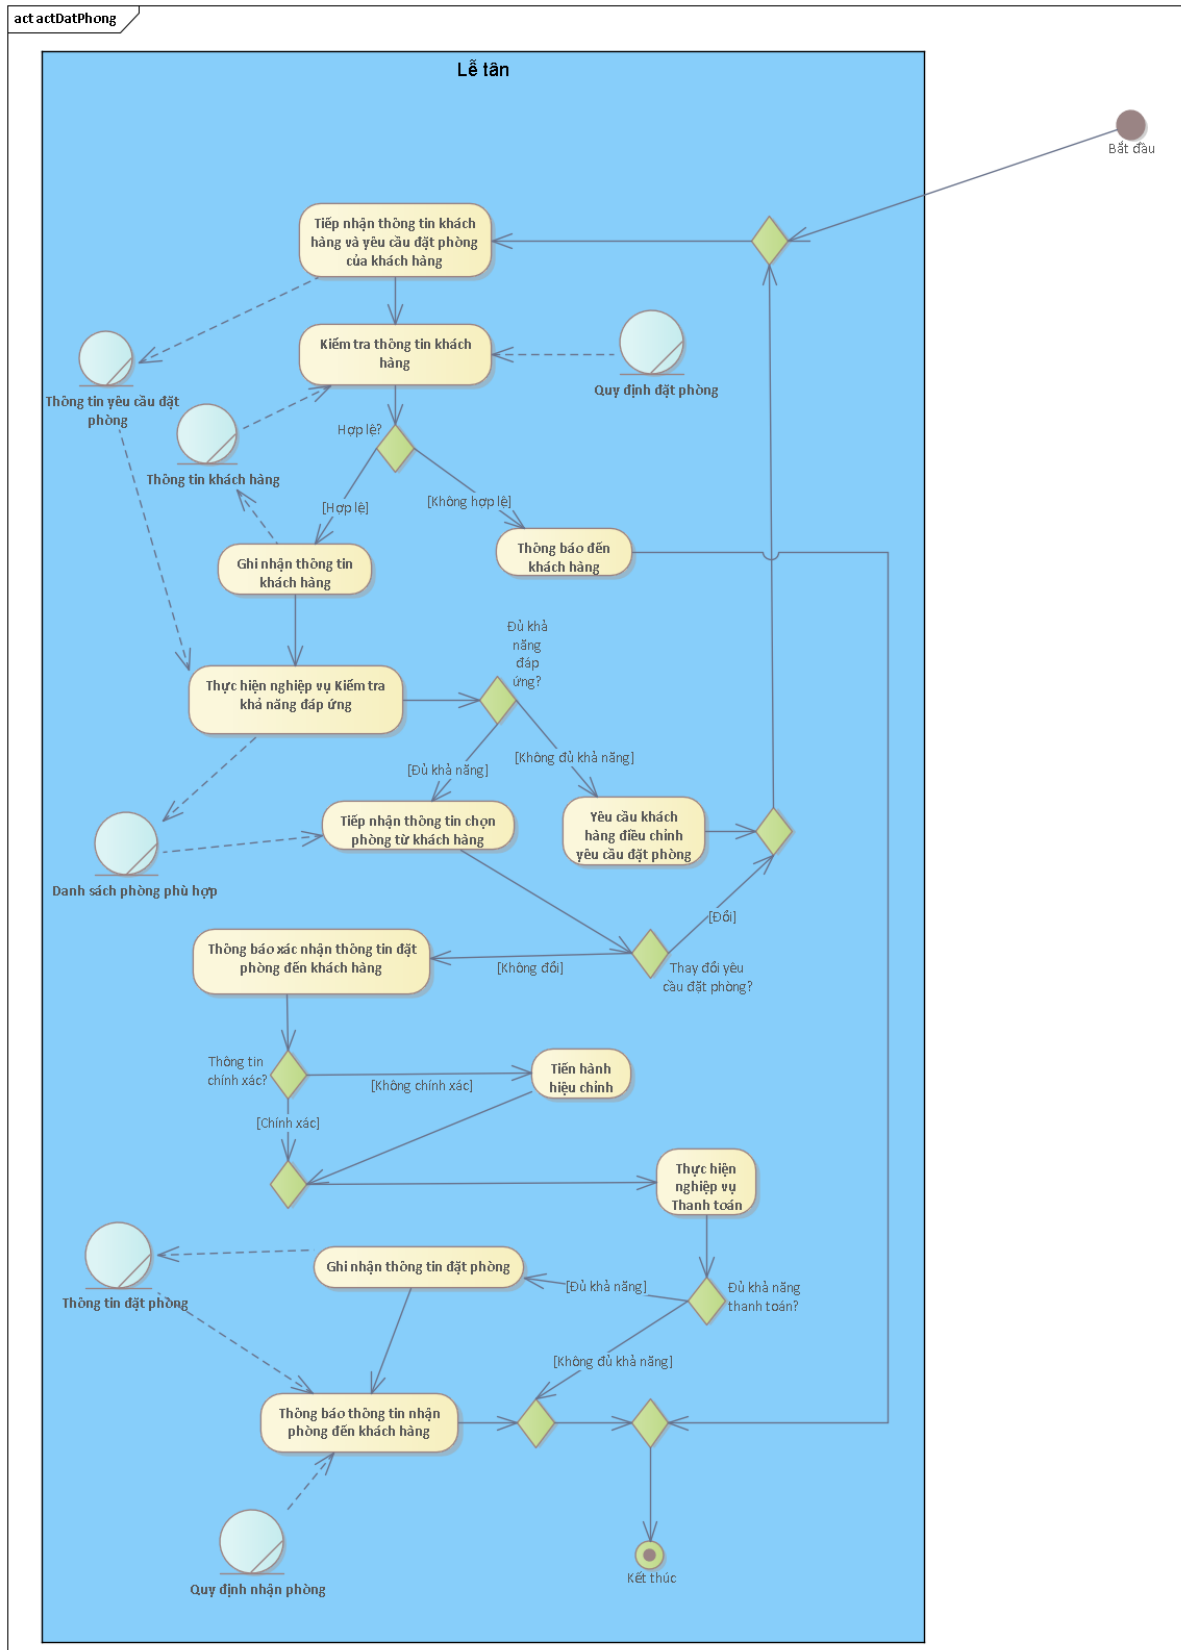 act actDatPhong
Lễ tân
Bắt đầu
Tiếp nhận thông tin khách
hàng và yêu cầu đặt phòng
của khách hàng
Kiểm tra thông tin khách
hàng
Quy định đặt phòng
Thông tin yêu cầu đặt
phòng
Hợp lệ?
Thông tin khách hàng
[Hợp lệ]
[Không hợp lệ]
Thông báo đến
khách hàng
Ghi nhận thông tin
khách hàng
Đủ khả
năng
đáp
ứng?
Thực hiện nghiệp vụ Kiểm tra
khả năng đáp ứng
[Đủ khả năng]
[Không đủ khả năng]
Tiếp nhận thông tin chọn
phòng từ khách hàng
Yêu cầu khách
hàng điều chỉnh
yêu cầu đặt phòng
Danh sách phòng phù hợp
[Đổi]
Thông báo xác nhận thông tin đặt
phòng đến khách hàng
[Không đổi]
Thay đổi yêu
cầu đặt phòng?
Thông tin
chính xác?
[Không chính xác]
Tiến hành
hiệu chỉnh
[Chính xác]
Thực hiện
nghiệp vụ
Thanh toán
Ghi nhận thông tin đặt phòng
[Đủ khả năng]
Đủ khả năng
thanh toán?
Thông tin đặt phòng
[Không đủ khả năng]
Thông báo thông tin nhận
phòng đến khách hàng
Quy định nhận phòng
Kết thúc